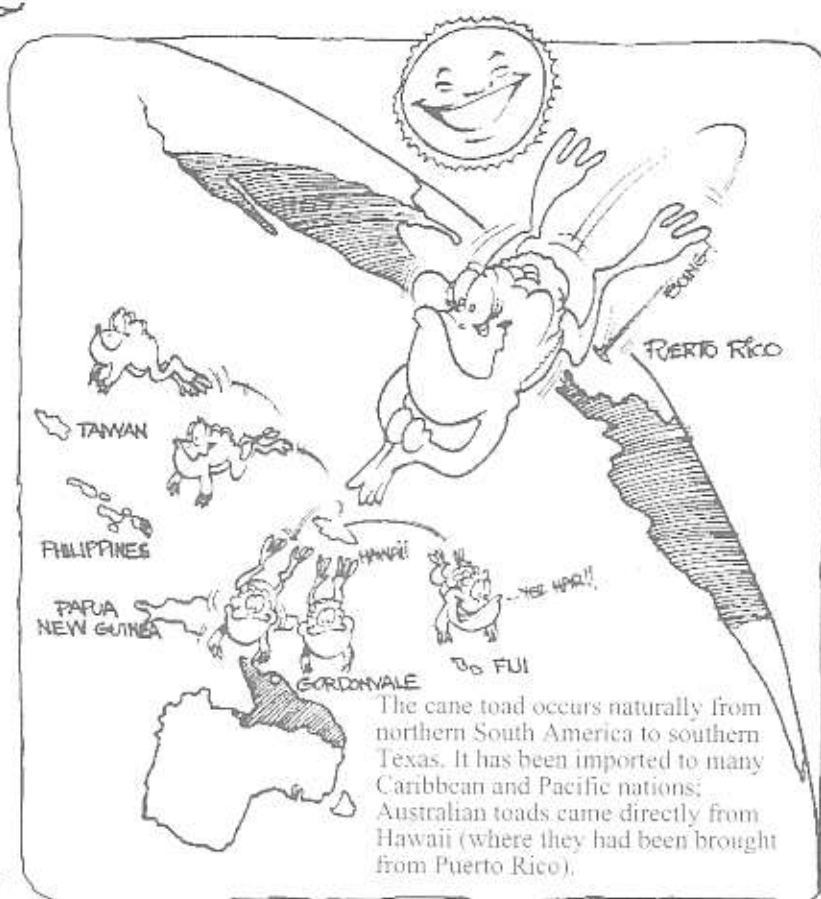 BOING!
PUERTO RICO
TAIWAN
PHILIPPINES
HAWAII
PAPUA
NEW GUINEA
..YEE HAR!!
FIJI
GORDONVALE
The cane toad occurs naturally from
northern South America to southern
Texas. It has been imported to many
Caribbean and Pacific nations;
Australian toads came directly from
Hawaii (where they had been brought
from Puerto Rico).